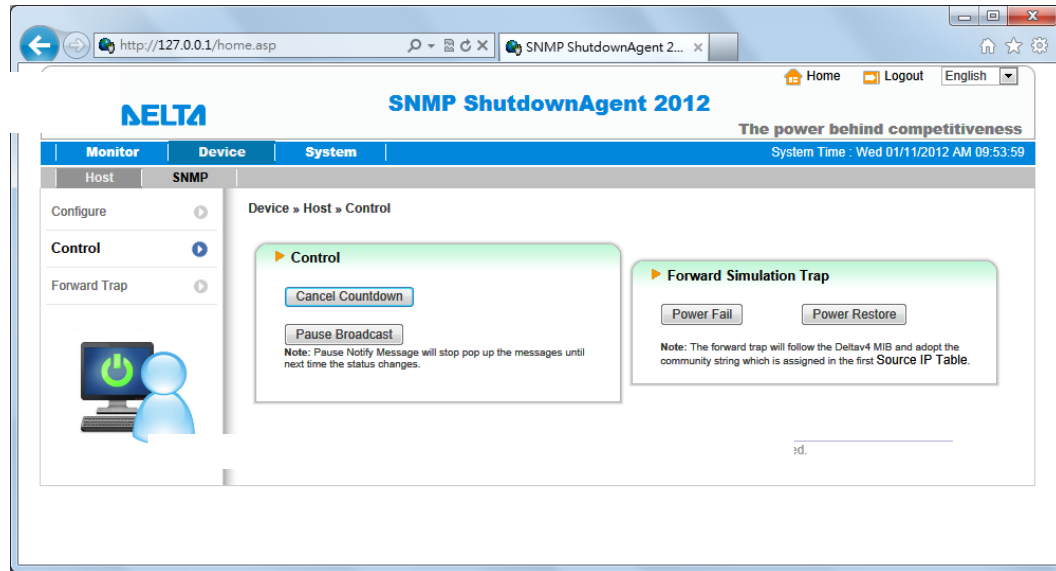 http://127.0.0.1/home.asp
SNMP ShutdownAgent 2...
Home Logout English
DELTA
SNMP ShutdownAgent 2012
The power behind competitiveness
Monitor Device System System Time : Wed 01/11/2012 AM 09:53:59
Host SNMP
Configure
Control
Forward Trap
Device » Host » Control
Control
Cancel Countdown
Pause Broadcast
Note: Pause Notify Message will stop pop up the messages until
next time the status changes.
Forward Simulation Trap
Power Fail Power Restore
Note: The forward trap will follow the Deltav4 MIB and adopt the
community string which is assigned in the first Source IP Table.